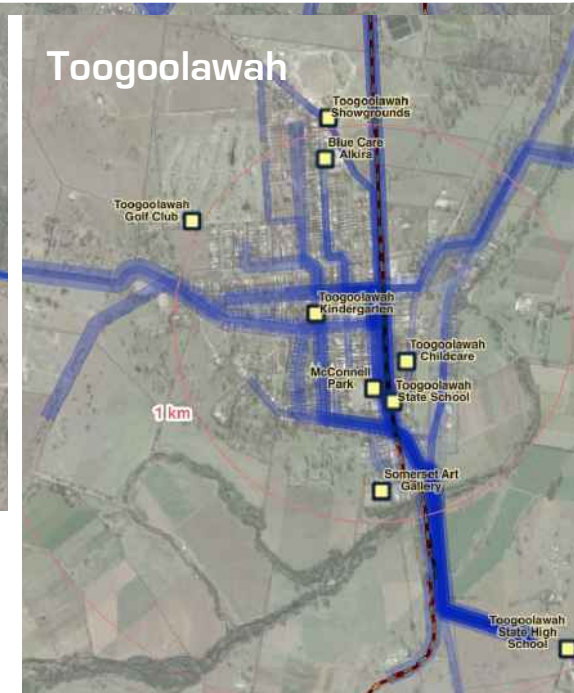 Toogoolawah
Toogoolawah
Showgrounds
Blue Care
Alkira
Toogoolawah
Golf Club
Toogoolawah
Kindergarten
Toogoolawah
Childcare
McConnell
Park
Toogoolawah
State School
1 km
Somerset Art
Gallery
Toogoolawah
State High
School